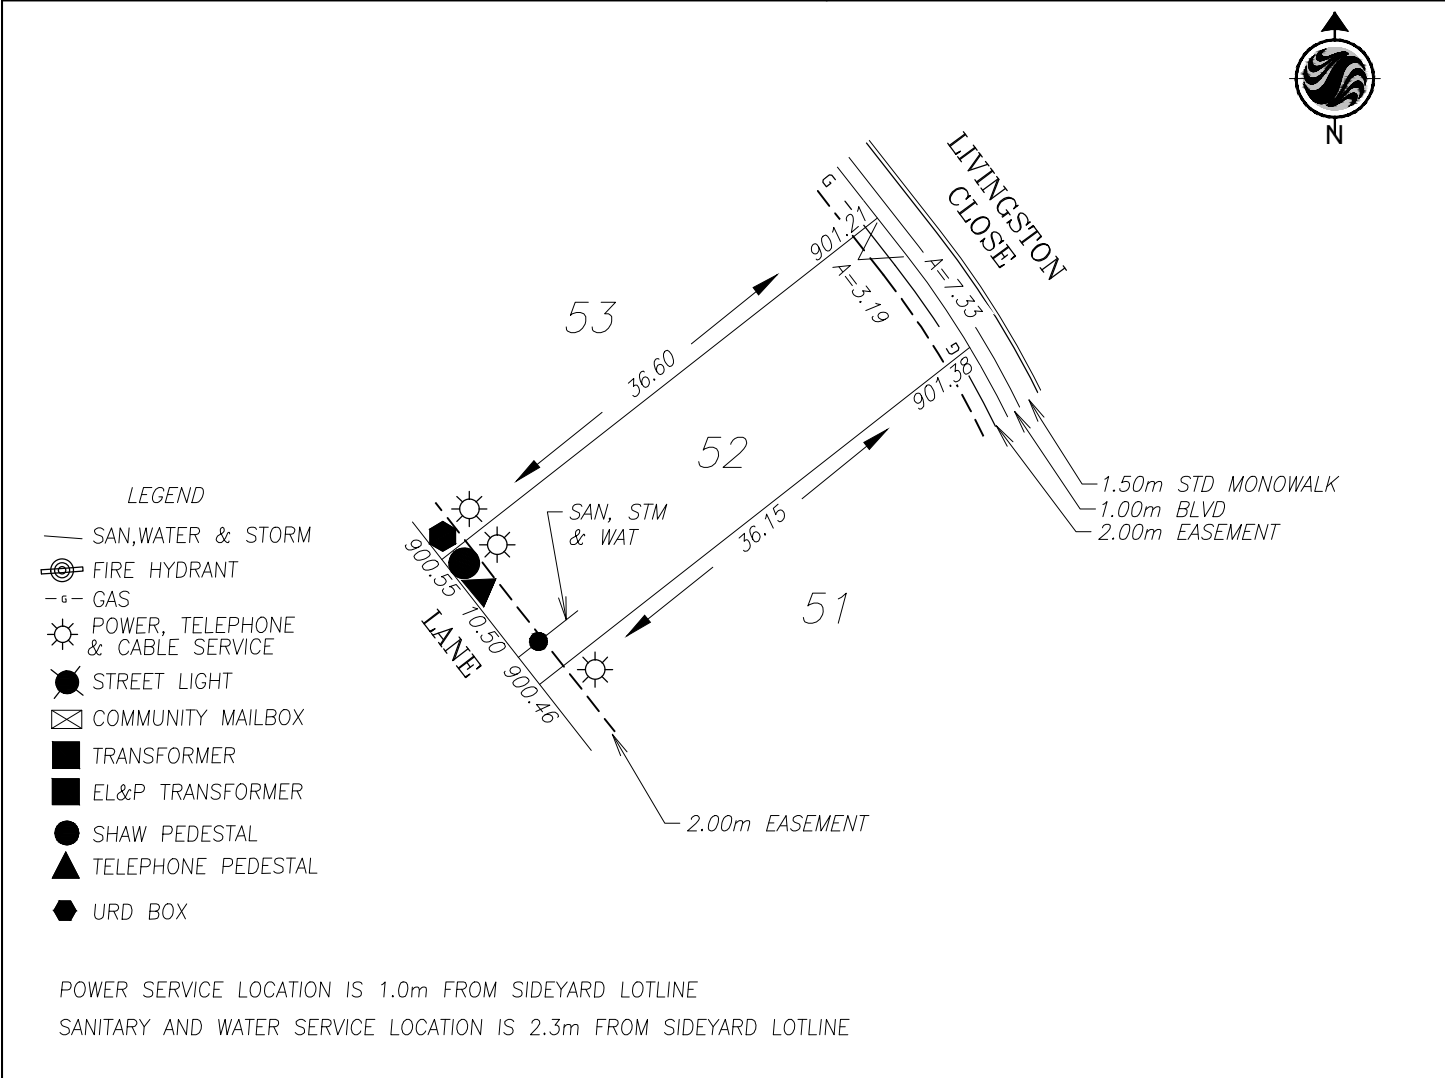 N
LIVINGSTON
CLOSE
G
901.21
A=7.33
A=3.19
53
36.60
G
901.38
52
1.50m STD MONOWALK
1.00m BLVD
2.00m EASEMENT
SAN, STM
& WAT
36.15
51
900.55
10.50
900.46
LANE
2.00m EASEMENT
LEGEND
SAN,WATER & STORM
FIRE HYDRANT
G GAS
POWER, TELEPHONE
& CABLE SERVICE
STREET LIGHT
COMMUNITY MAILBOX
TRANSFORMER
EL&P TRANSFORMER
SHAW PEDESTAL
TELEPHONE PEDESTAL
URD BOX
POWER SERVICE LOCATION IS 1.0m FROM SIDEYARD LOTLINE
SANITARY AND WATER SERVICE LOCATION IS 2.3m FROM SIDEYARD LOTLINE